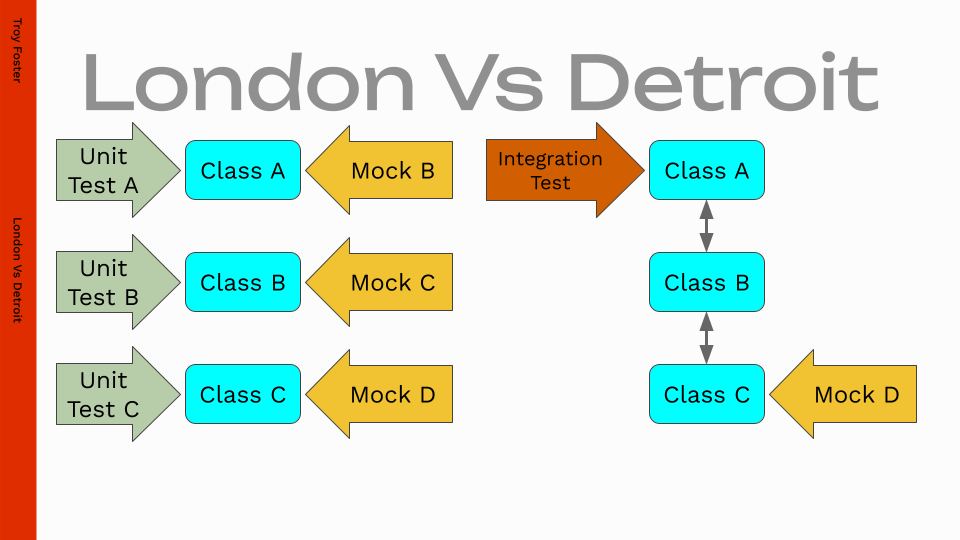 Troy Foster
London Vs Detroit
London Vs Detroit
Unit
Test A
Class A
Mock B
Integration
Test
Class A
Unit
Test B
Class B
Mock C
Class B
Unit
Test C
Class C
Mock D
Class C
Mock D